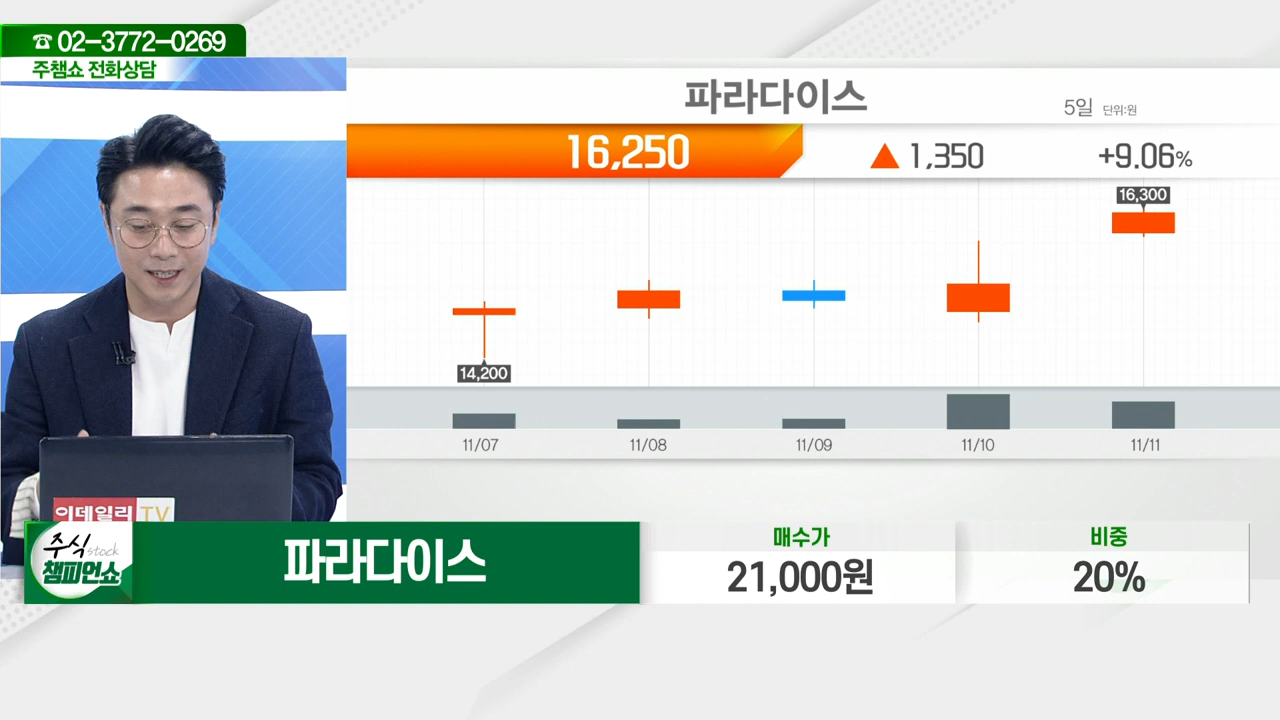 ☎ 02-3772-0269
주챔쇼 전화상담
파라다이스
5일 단위:원
16,250 ▲ 1,350 +9.06%
16,300
14,200
11/07 11/08 11/09 11/10 11/11
이데일리 TV
주식 stock
챔피언쇼
파라다이스
매수가
21,000원
비중
20%